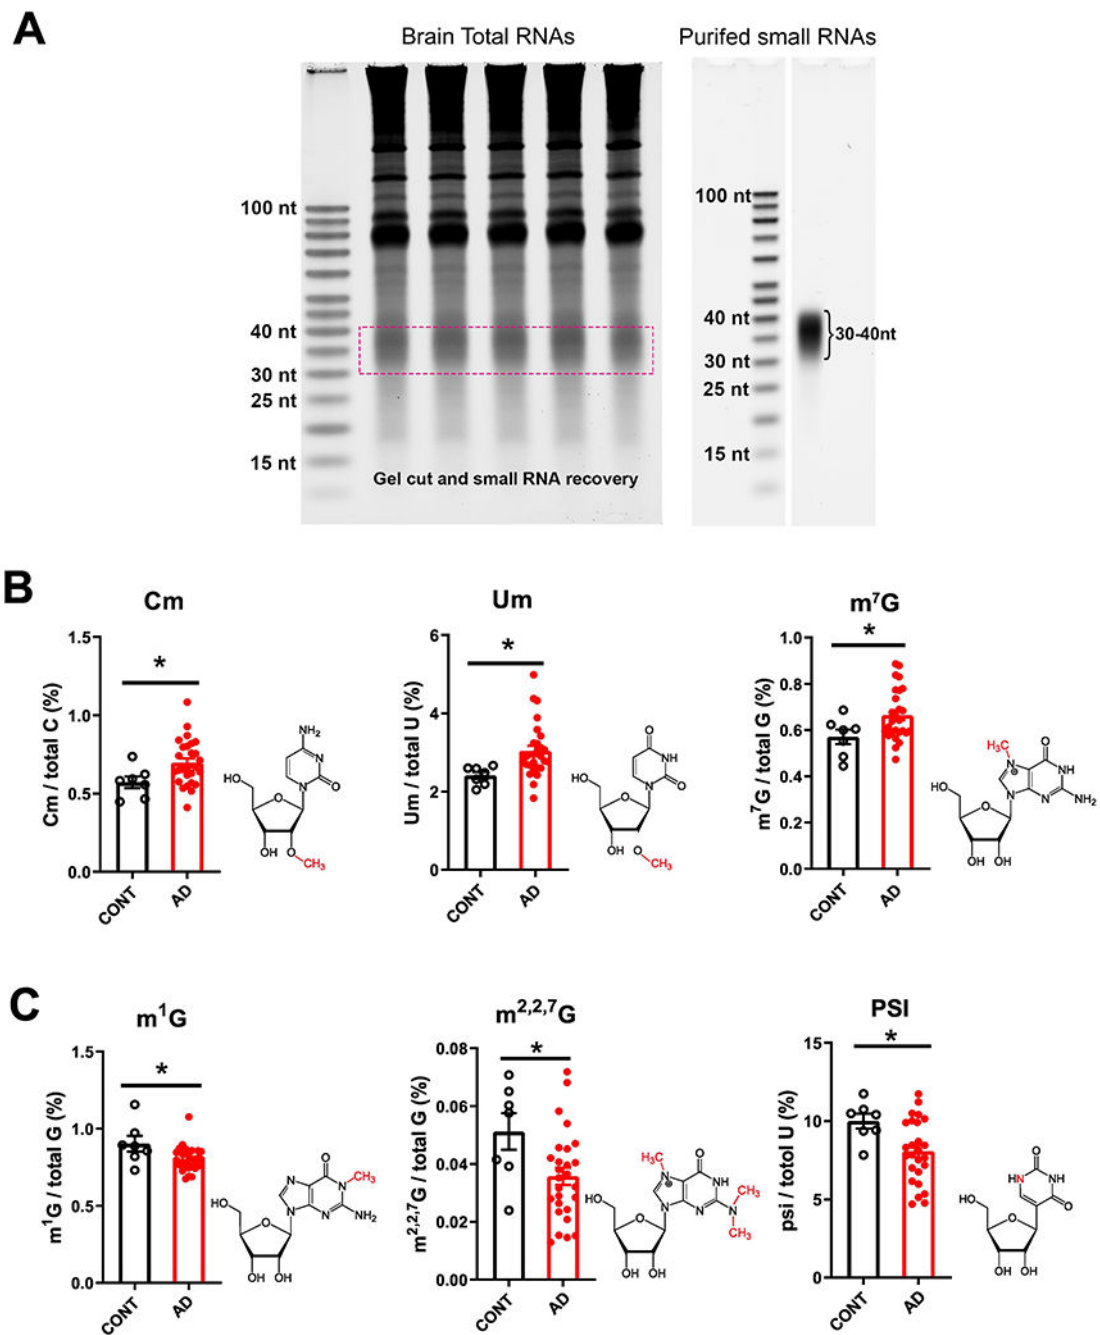 A
Brain Total RNAs
Purifed small RNAs
100 nt
40 nt
30 nt
25 nt
15 nt
Gel cut and small RNA recovery
100 nt
40 nt
30 nt
25 nt
15 nt
30-40nt
B
Cm
*
Cm / total C (%)
1.5
1.0
0.5
0.0
CONT
AD
NH₂
N
N
O
HO
O
OH
O
CH₃
Um
*
Um / total U (%)
6
4
2
0
CONT
AD
O
NH
N
O
HO
O
HO
O
CH₃
m⁷G
*
m⁷G / total G (%)
1.0
0.8
0.6
0.4
0.2
0.0
CONT
AD
H₃C
O
N
NH
N
N
NH₂
HO
O
OH
OH
C
m¹G
*
m¹G / total G (%)
1.5
1.0
0.5
0.0
CONT
AD
O
N
N
CH₃
N
N
NH₂
HO
O
OH
OH
m²,²,⁷G
*
m²,²,⁷G / total G (%)
0.08
0.06
0.04
0.02
0.00
CONT
AD
H₃C
O
N
NH
CH₃
N
N
N
CH₃
HO
O
OH
OH
PSI
*
psi / totol U (%)
15
10
5
0
CONT
AD
O
HN
NH
O
HO
O
OH
OH